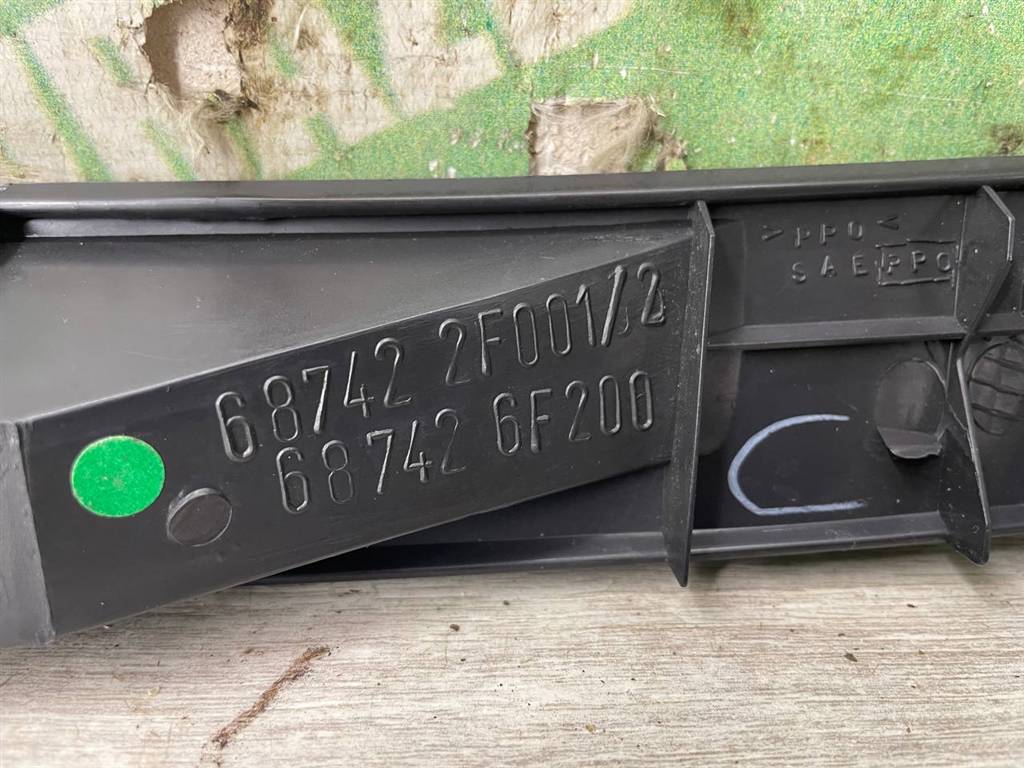 >PPO<
SAE PPO
68742 2F001/2
68742 6F200
C